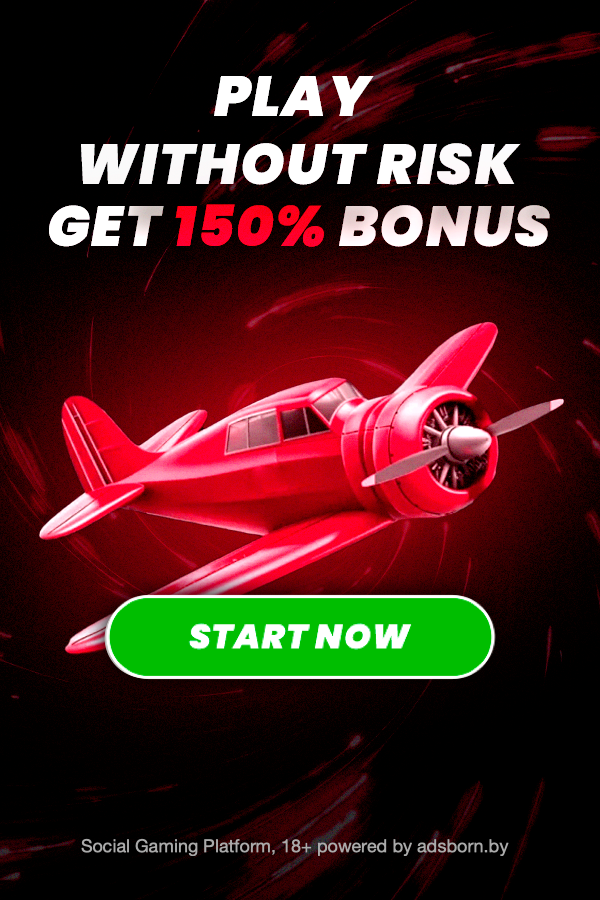 PLAY
WITHOUT RISK
GET 150% BONUS
START NOW
Social Gaming Platform, 18+ powered by adsborn.by